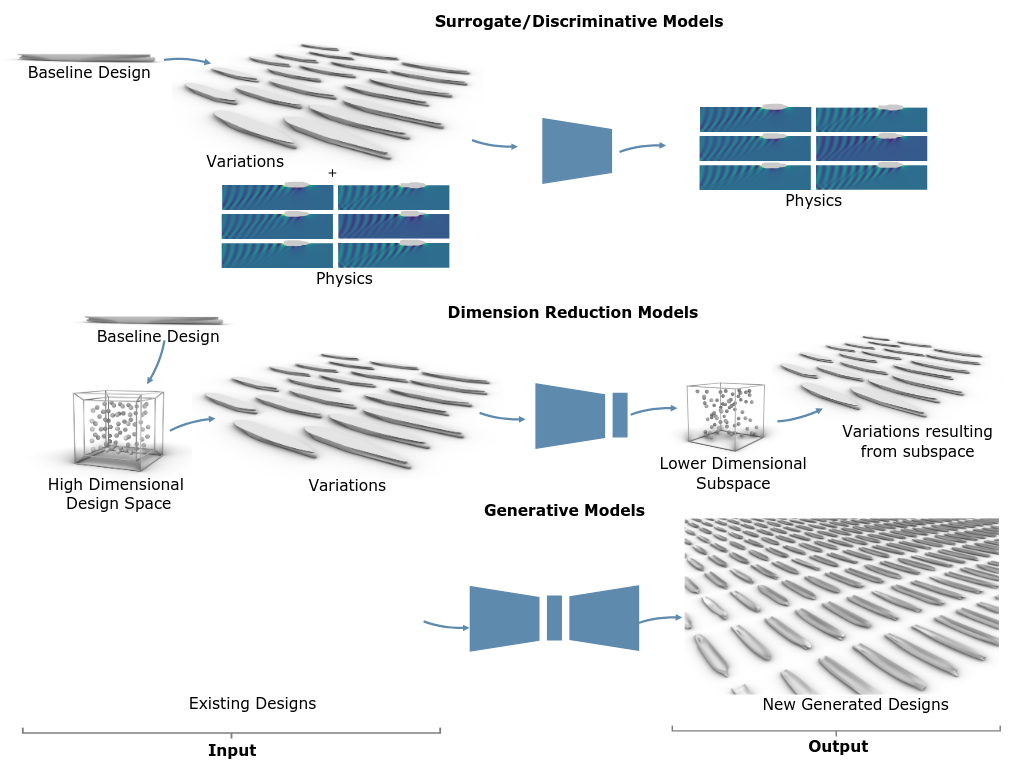 Surrogate/Discriminative Models
Baseline Design
Variations
+
Physics
Physics
Dimension Reduction Models
Baseline Design
High Dimensional
Design Space
Variations
Lower Dimensional
Subspace
Variations resulting
from subspace
Generative Models
Existing Designs
New Generated Designs
Input
Output